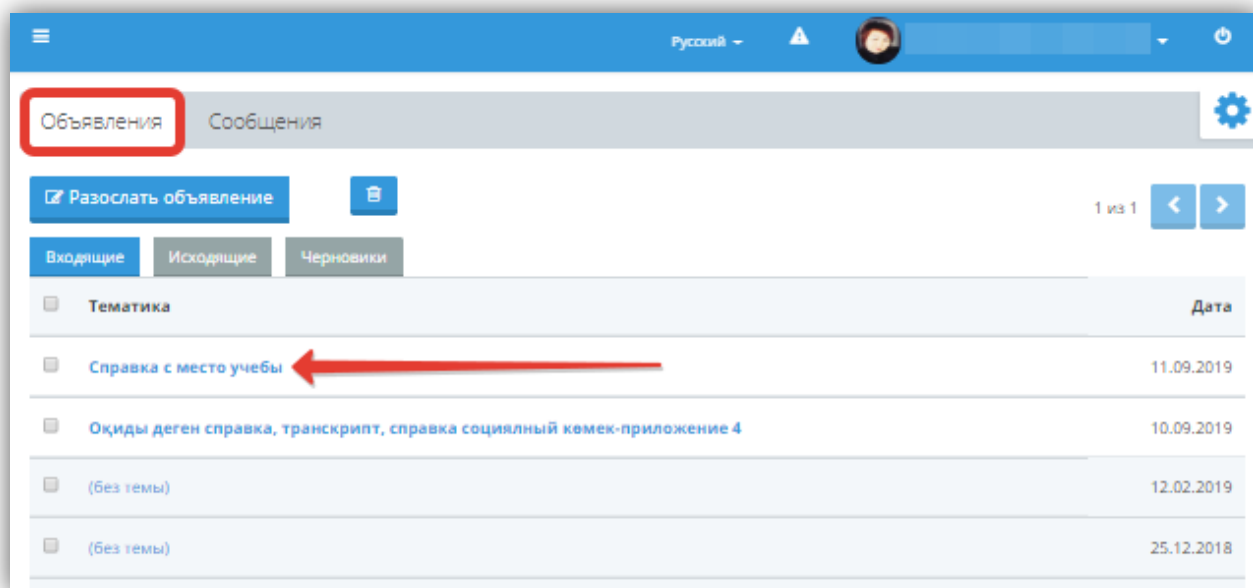 Русский
Объявления Сообщения
Разослать объявление
1 из 1
Входящие Исходящие Черновики
Тематика Дата
Справка с место учебы 11.09.2019
Оқиды деген справка, транскрипт, справка социялный көмек-приложение 4 10.09.2019
(без темы) 12.02.2019
(без темы) 25.12.2018